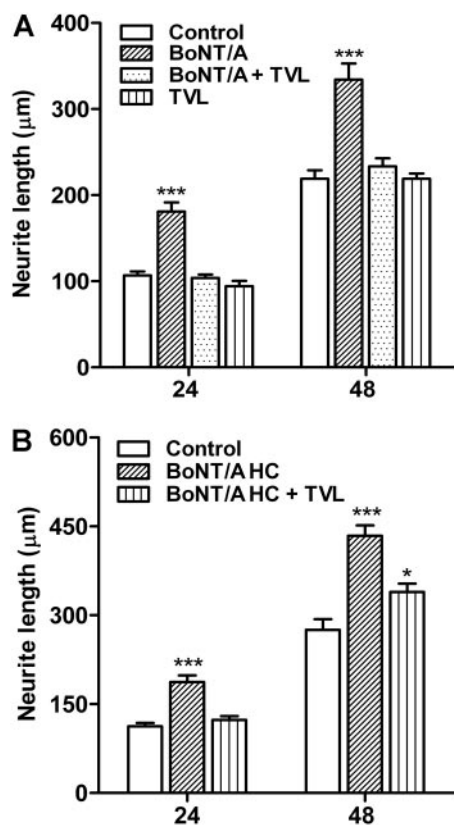 A
Control
BoNT/A
BoNT/A + TVL
TVL
Neurite length (μm)
400
300
200
100
0
***
***
24
48
B
Control
BoNT/A HC
BoNT/A HC + TVL
Neurite length (μm)
600
450
300
150
0
***
***
*
24
48